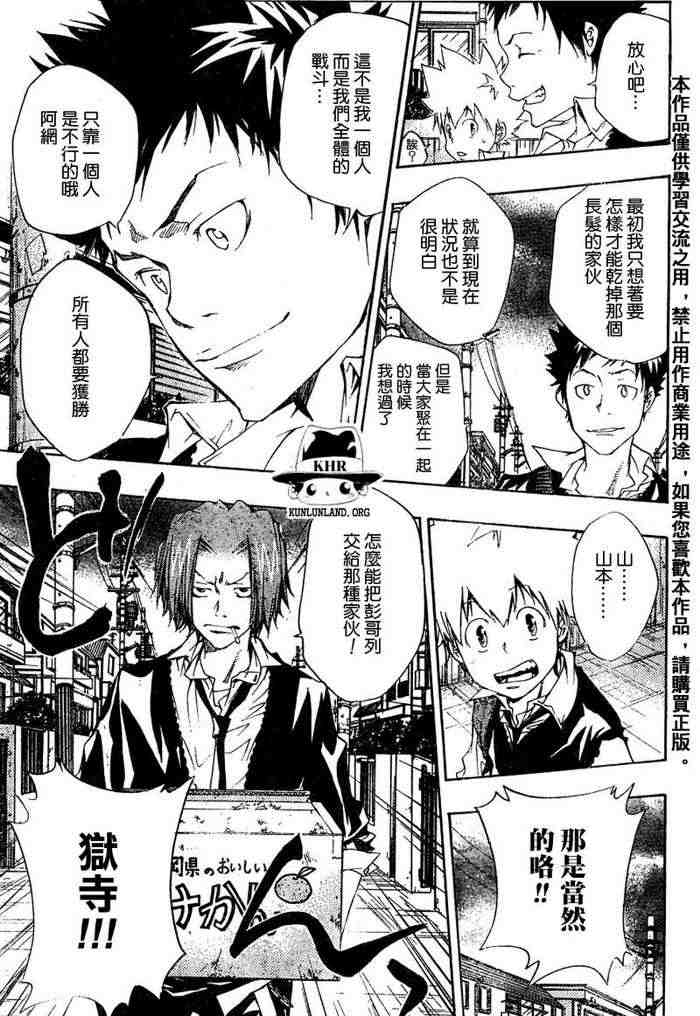 放心吧…
誒?
最初我只想著要
怎樣才能乾掉那個
長髮的家伙
就算到現在
狀況也不是
很明白
但是
當大家聚在一起
的時候
我想過了
這不是我一個人
而是我們全體的
戰斗…
只靠一個人
是不行的哦
阿網
所有人都要獲勝
山……
山本……
怎麼能把彭哥列
交給那種家伙!
ど
ん
KHR
KUNLUNLAND.ORG
那是當然
的咯!!
獄寺
!!!
岡県のおいしい
本作品僅供學習交流之用，禁止用作商業用途，如果您喜歡本作品，請購買正版。